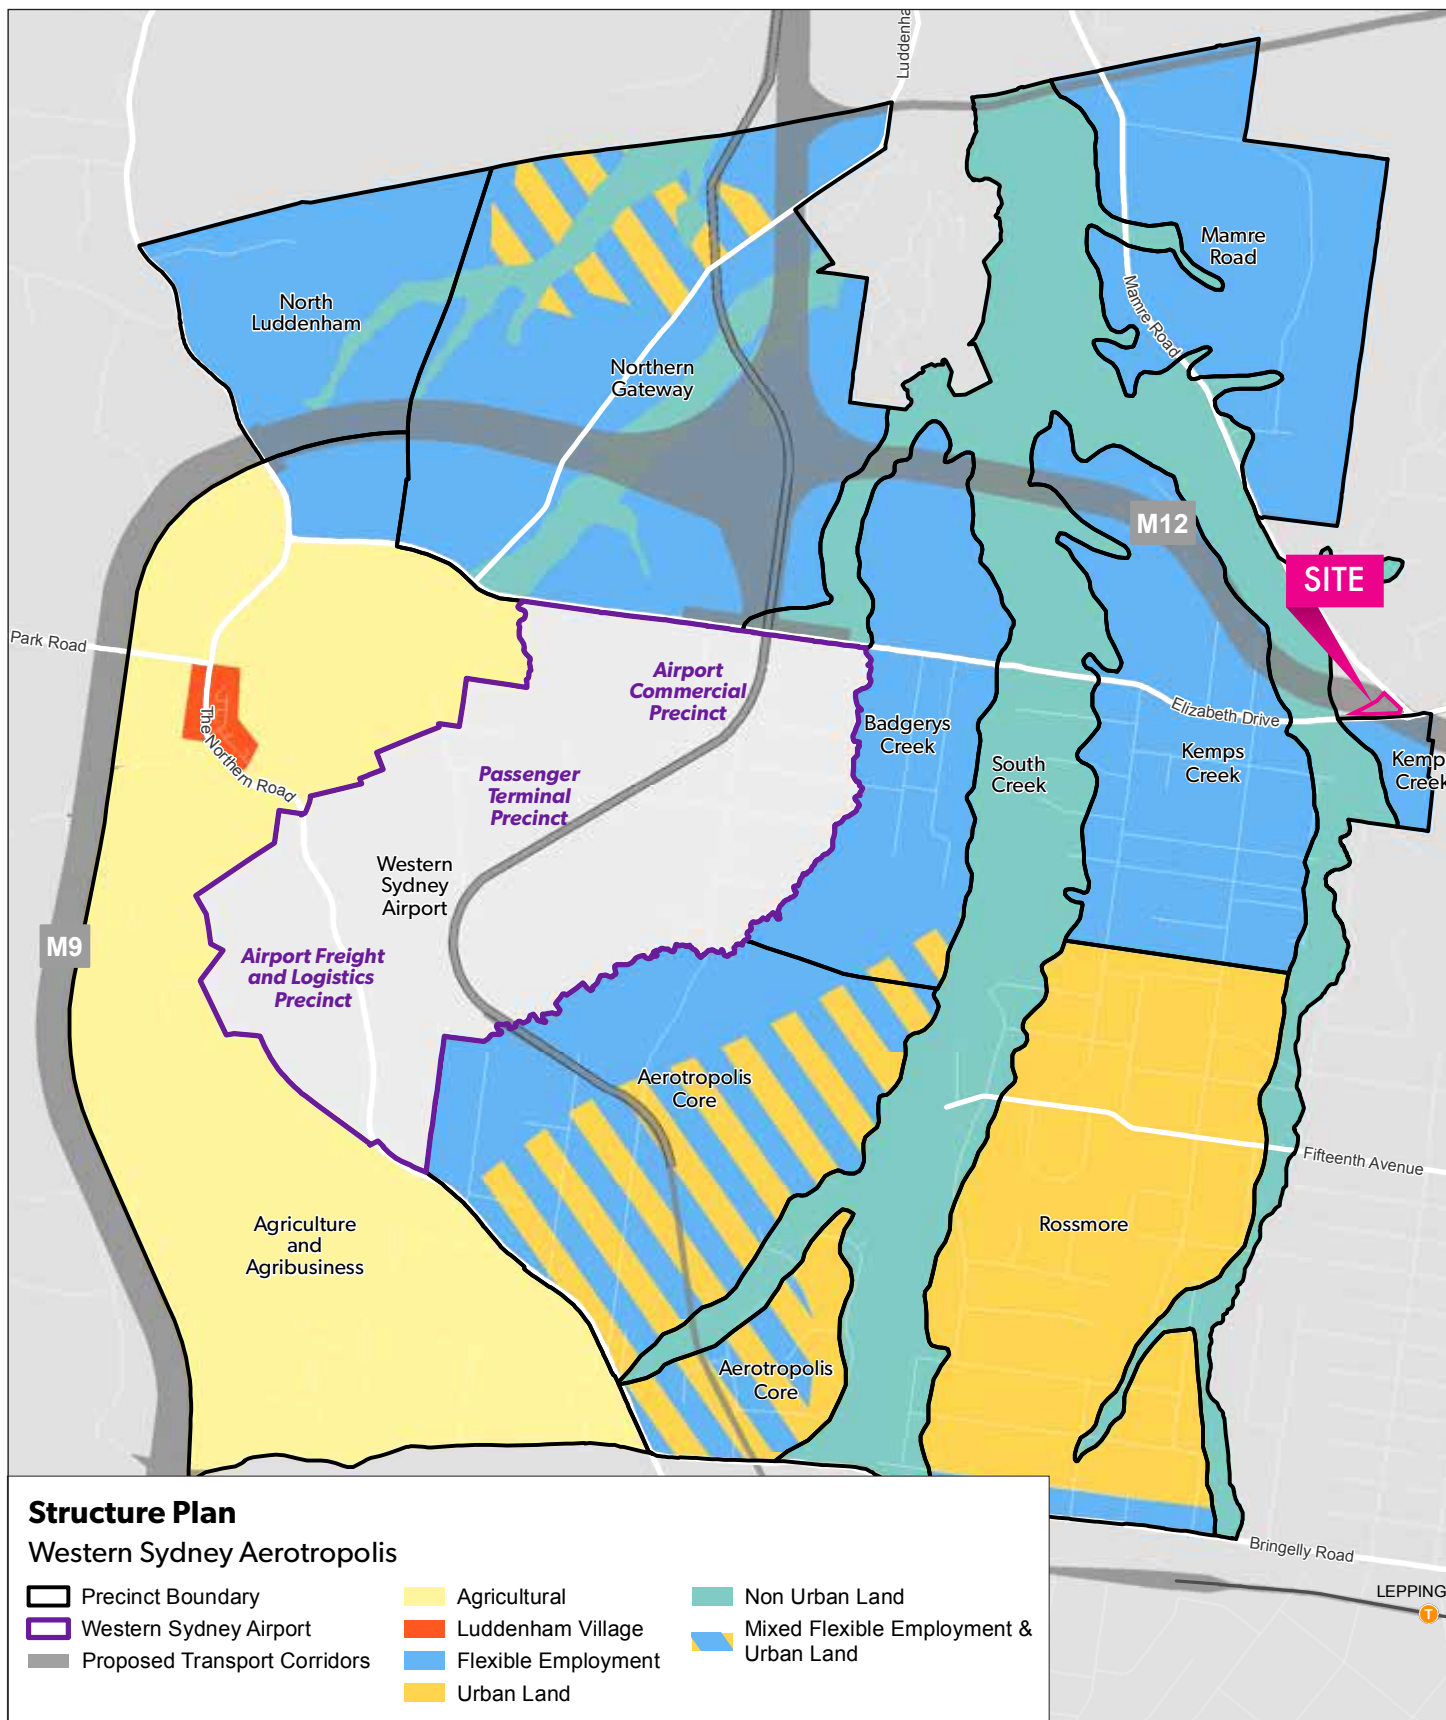 Luddenha
Mamre
Road
North
Luddenham
Mamre Road
Northern
Gateway
M12
SITE
Park Road
Airport
Commercial
Precinct
Elizabeth Drive
Badgerys
Creek
The Northern Road
Passenger
Terminal
Precinct
South
Creek
Kemps
Creek
Kemp
Creek
Western
Sydney
Airport
M9
Airport Freight
and Logistics
Precinct
Aerotropolis
Core
Fifteenth Avenue
Agriculture
and
Agribusiness
Rossmore
Aerotropolis
Core
Structure Plan
Western Sydney Aerotropolis
Precinct Boundary
Western Sydney Airport
Proposed Transport Corridors
Agricultural
Luddenham Village
Flexible Employment
Urban Land
Non Urban Land
Mixed Flexible Employment &
Urban Land
Bringelly Road
LEPPING
T